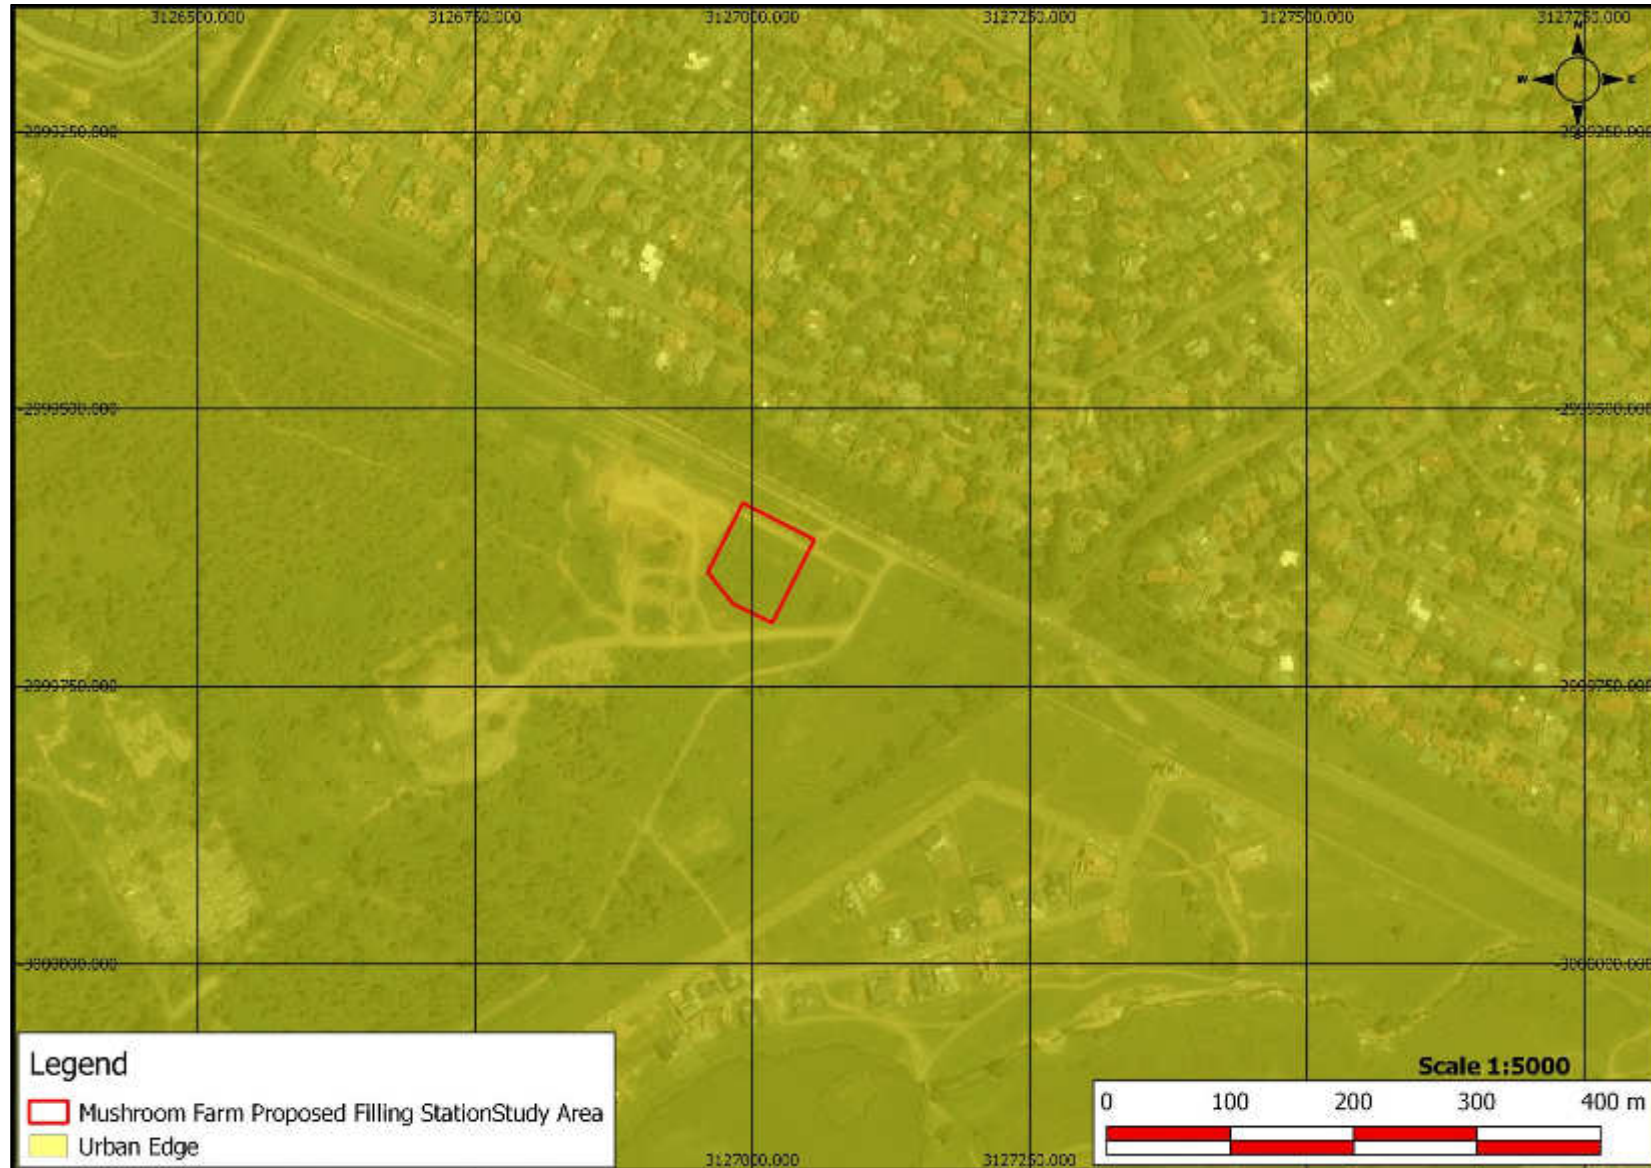 3126500.000 3126750.000 3127000.000 3127250.000 3127500.000 3127750.000
N
W E
S
-2999250.000 -2999250.000
-2999500.000 -2999500.000
-2999750.000 -2999750.000
-3000000.000 -3000000.000
Legend
Mushroom Farm Proposed Filling StationStudy Area
Urban Edge
Scale 1:5000
0 100 200 300 400 m
3127000.000 3127250.000